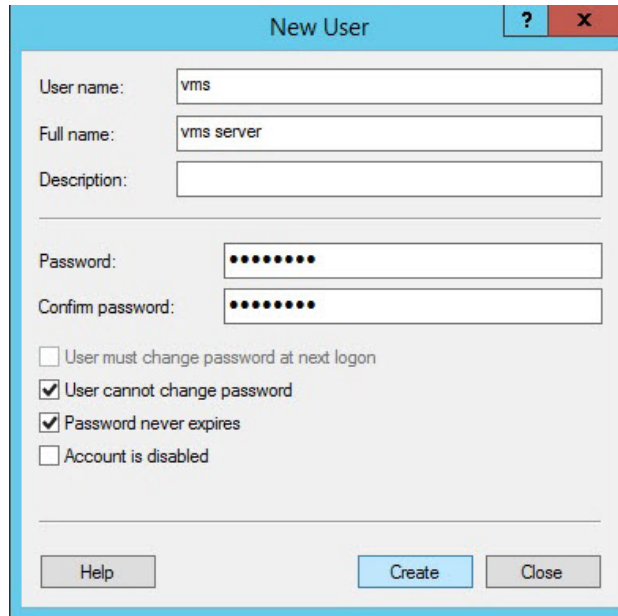 New User
?
x
User name:
vms
Full name:
vms server
Description:
Password:
●●●●●●●●
Confirm password:
●●●●●●●●
User must change password at next logon
User cannot change password
Password never expires
Account is disabled
Help
Create
Close